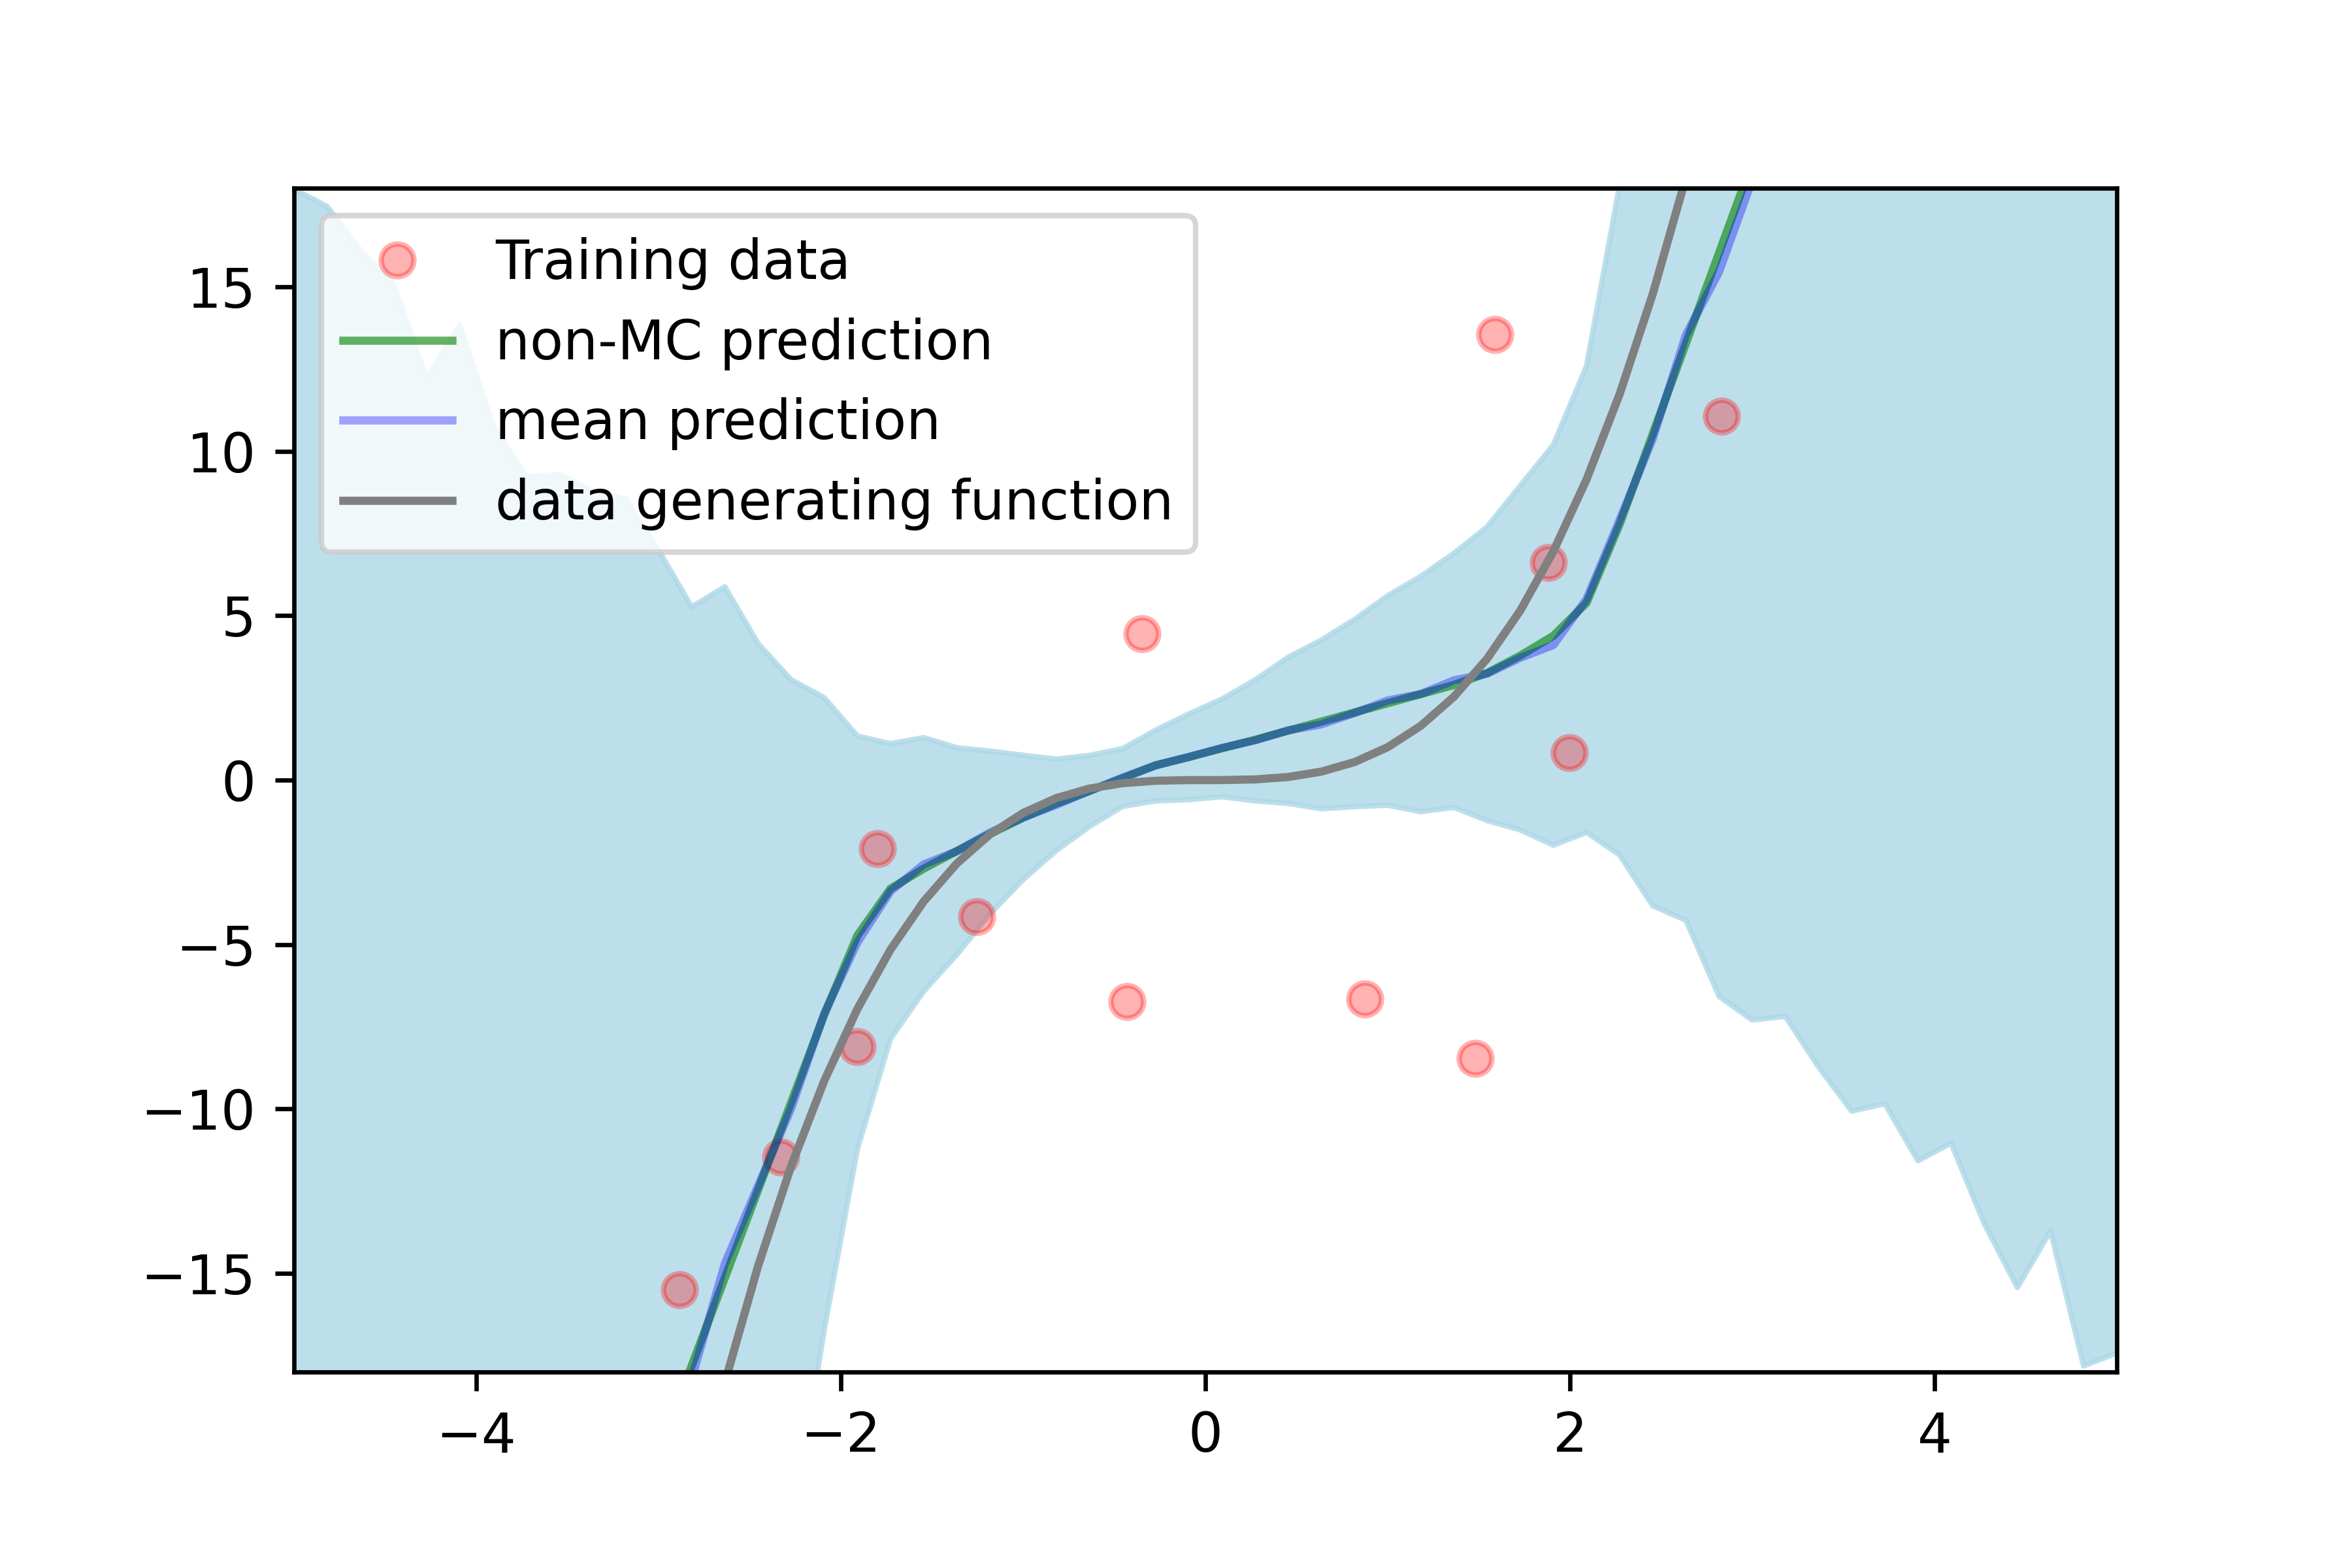 Training data
non-MC prediction
mean prediction
data generating function
15
10
5
0
−5
−10
−15
−4 −2 0 2 4